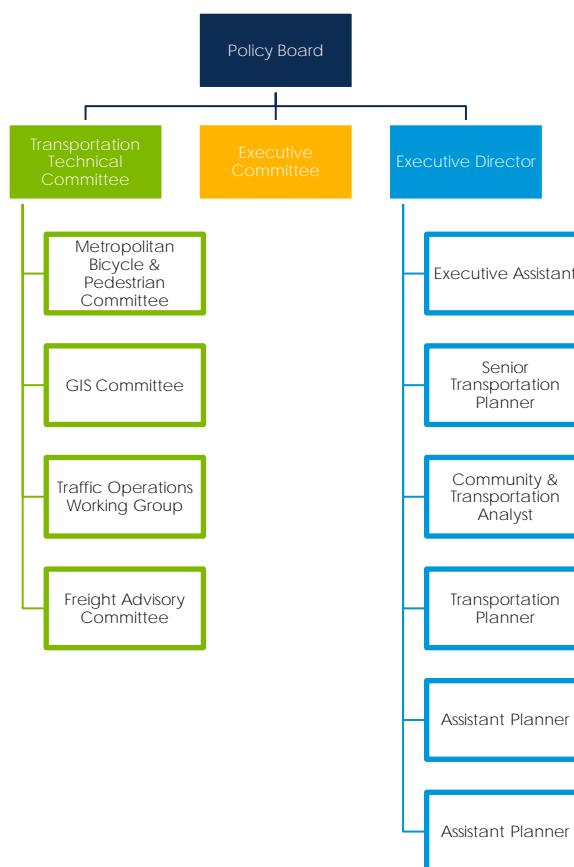 Policy Board
Transportation
Technical
Committee
Executive
Committee
Executive Director
Metropolitan
Bicycle &
Pedestrian
Committee
GIS Committee
Traffic Operations
Working Group
Freight Advisory
Committee
Executive Assistant
Senior
Transportation
Planner
Community &
Transportation
Analyst
Transportation
Planner
Assistant Planner
Assistant Planner